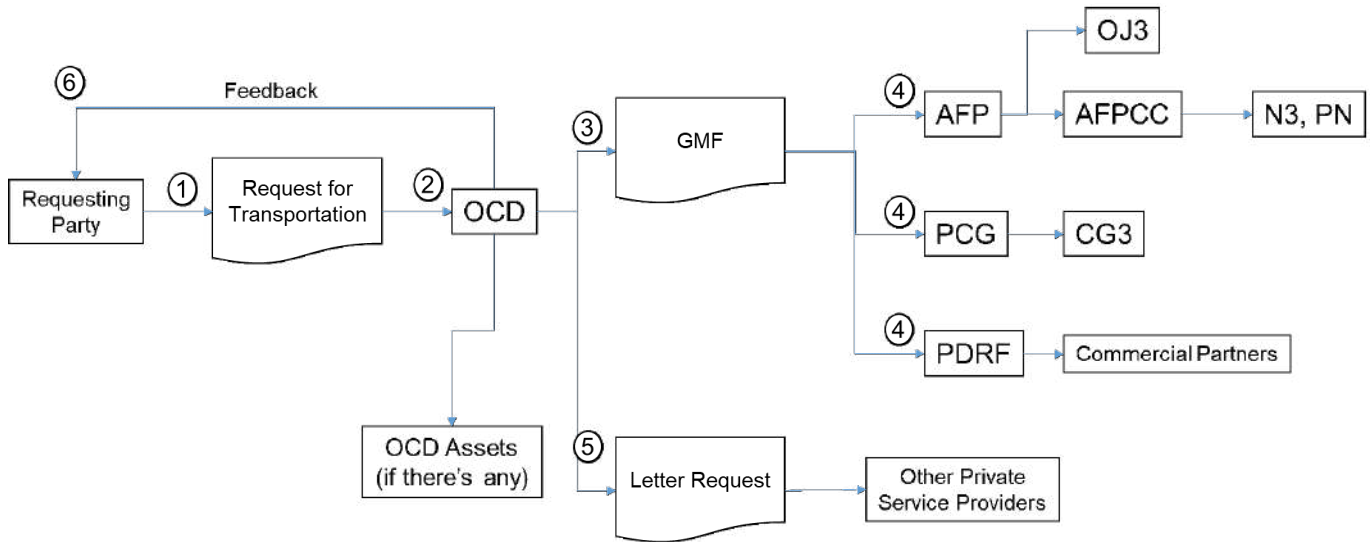 ⑥
Feedback
Requesting
Party
①
Request for
Transportation
②
OCD
OCD Assets
(if there's any)
③
GMF
④
AFP
OJ3
AFPCC
N3, PN
④
PCG
CG3
④
PDRF
Commercial Partners
⑤
Letter Request
Other Private
Service Providers